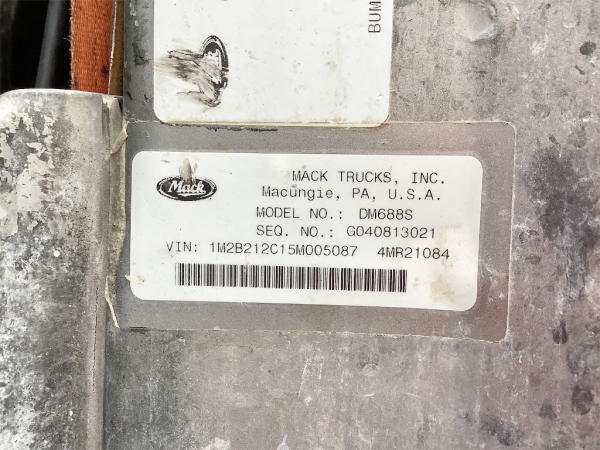 BUM
Mack
MACK TRUCKS, INC.
Macungie, PA, U.S.A.
MODEL NO.: DM688S
SEQ. NO.: G040813021
VIN: 1M2B212C15M005087 4MR21084